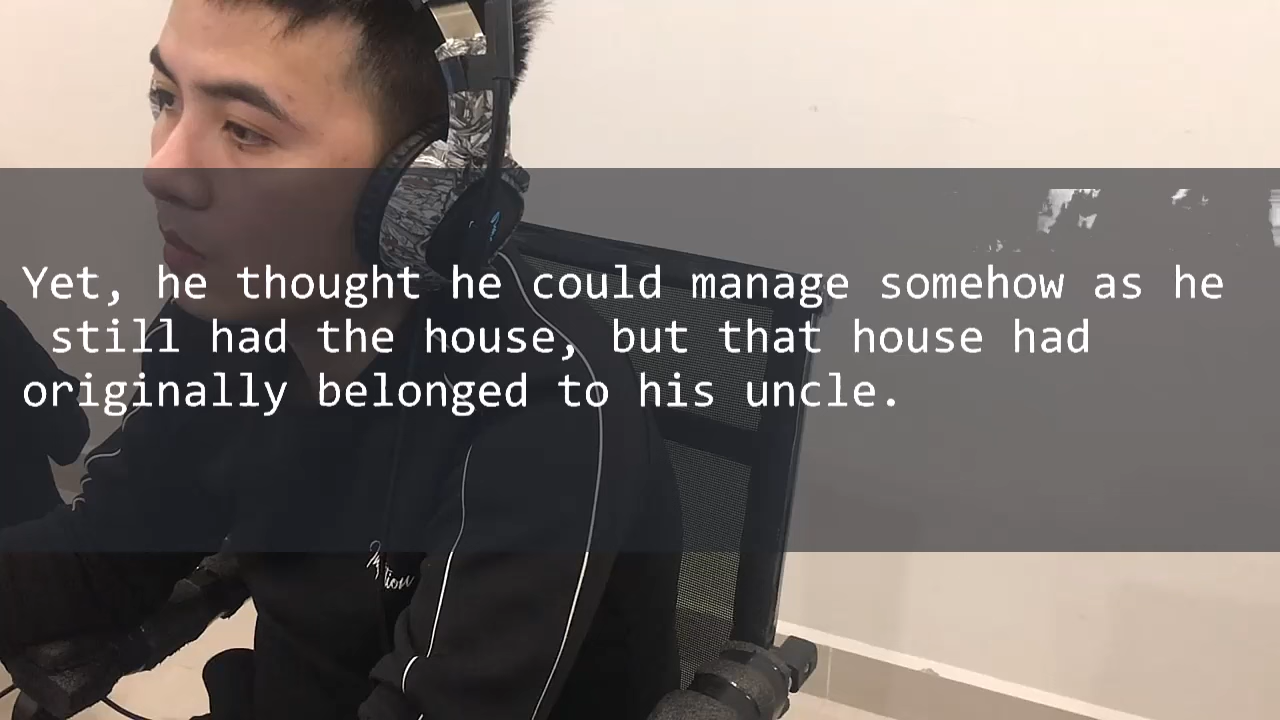 Yet, he thought he could manage somehow as he
still had the house, but that house had
originally belonged to his uncle.